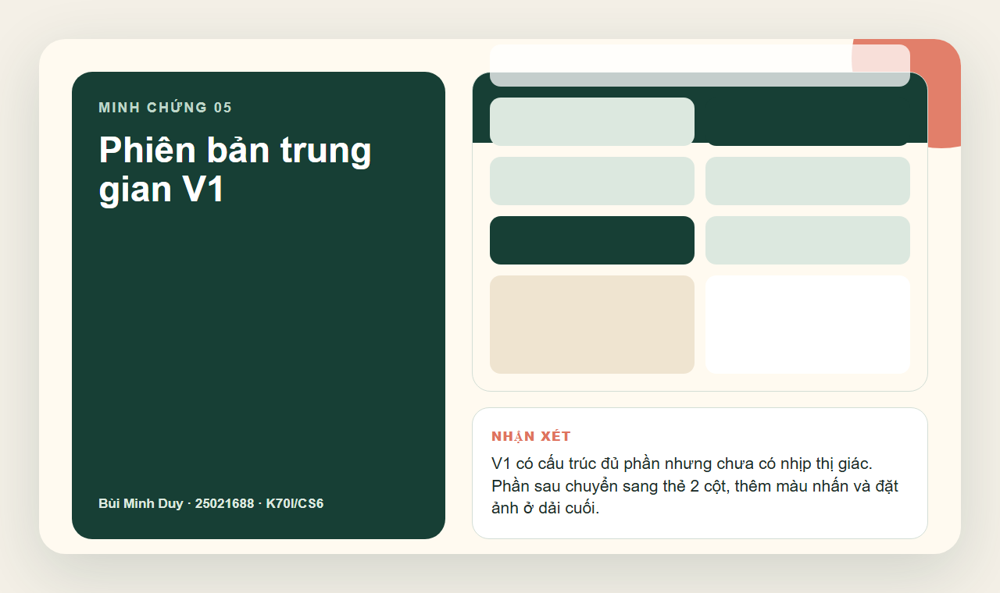 MINH CHỨNG 05
Phiên bản trung
gian V1
Bùi Minh Duy · 25021688 · K70I/CS6
NHẬN XÉT
V1 có cấu trúc đủ phần nhưng chưa có nhịp thị giác.
Phần sau chuyển sang thẻ 2 cột, thêm màu nhấn và đặt
ảnh ở dải cuối.